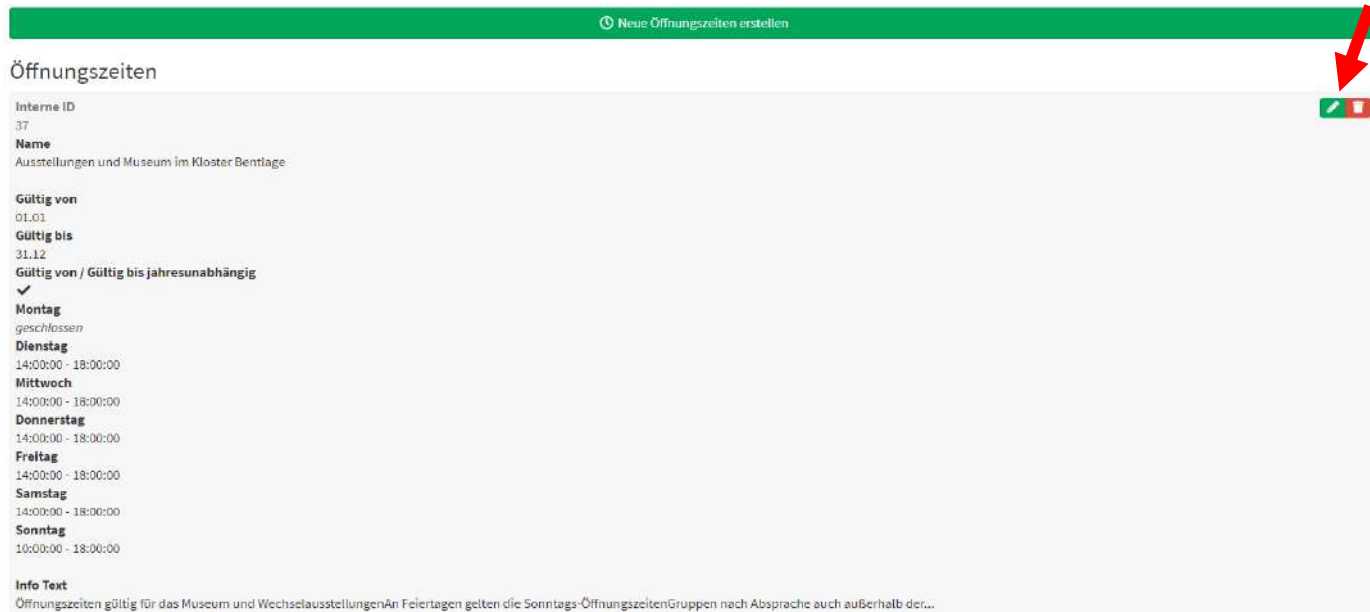 Neue Öffnungszeiten erstellen
Öffnungszeiten
Interne ID
37
Name
Ausstellungen und Museum im Kloster Bentlage
Gültig von
01.01
Gültig bis
31.12
Gültig von / Gültig bis jahresunabhängig
Montag
geschlossen
Dienstag
14:00:00 - 18:00:00
Mittwoch
14:00:00 - 18:00:00
Donnerstag
14:00:00 - 18:00:00
Freitag
14:00:00 - 18:00:00
Samstag
14:00:00 - 18:00:00
Sonntag
10:00:00 - 18:00:00
Info Text
Öffnungszeiten gültig für das Museum und WechselausstellungenAn Feiertagen gelten die Sonntags-ÖffnungszeitenGruppen nach Absprache auch außerhalb der...